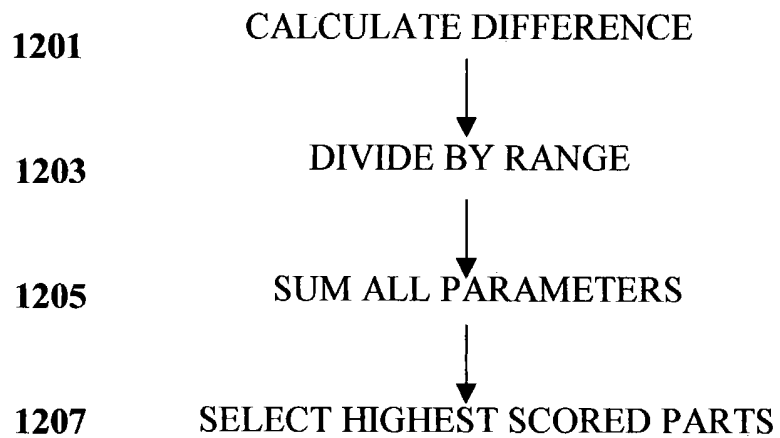 1201 CALCULATE DIFFERENCE
1203 DIVIDE BY RANGE
1205 SUM ALL PARAMETERS
1207 SELECT HIGHEST SCORED PARTS